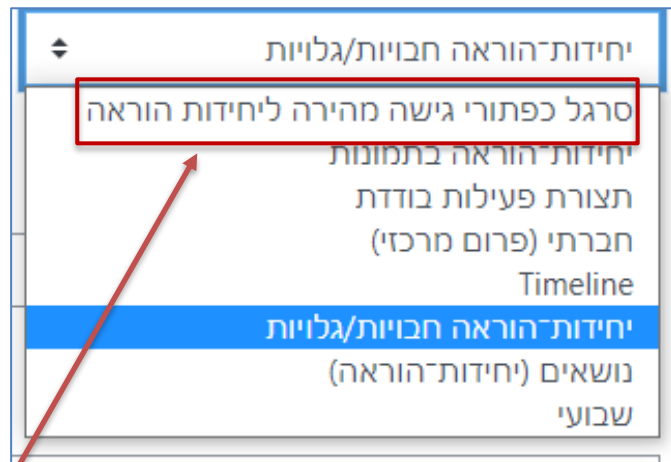 יחידות־הוראה חבויות/גלויות
סרגל כפתורי גישה מהירה ליחידות הוראה
יחידות־הוראה בתמונות
תצורת פעילות בודדת
חברתי (פרום מרכזי)
Timeline
יחידות־הוראה חבויות/גלויות
נושאים (יחידות־הוראה)
שבועי